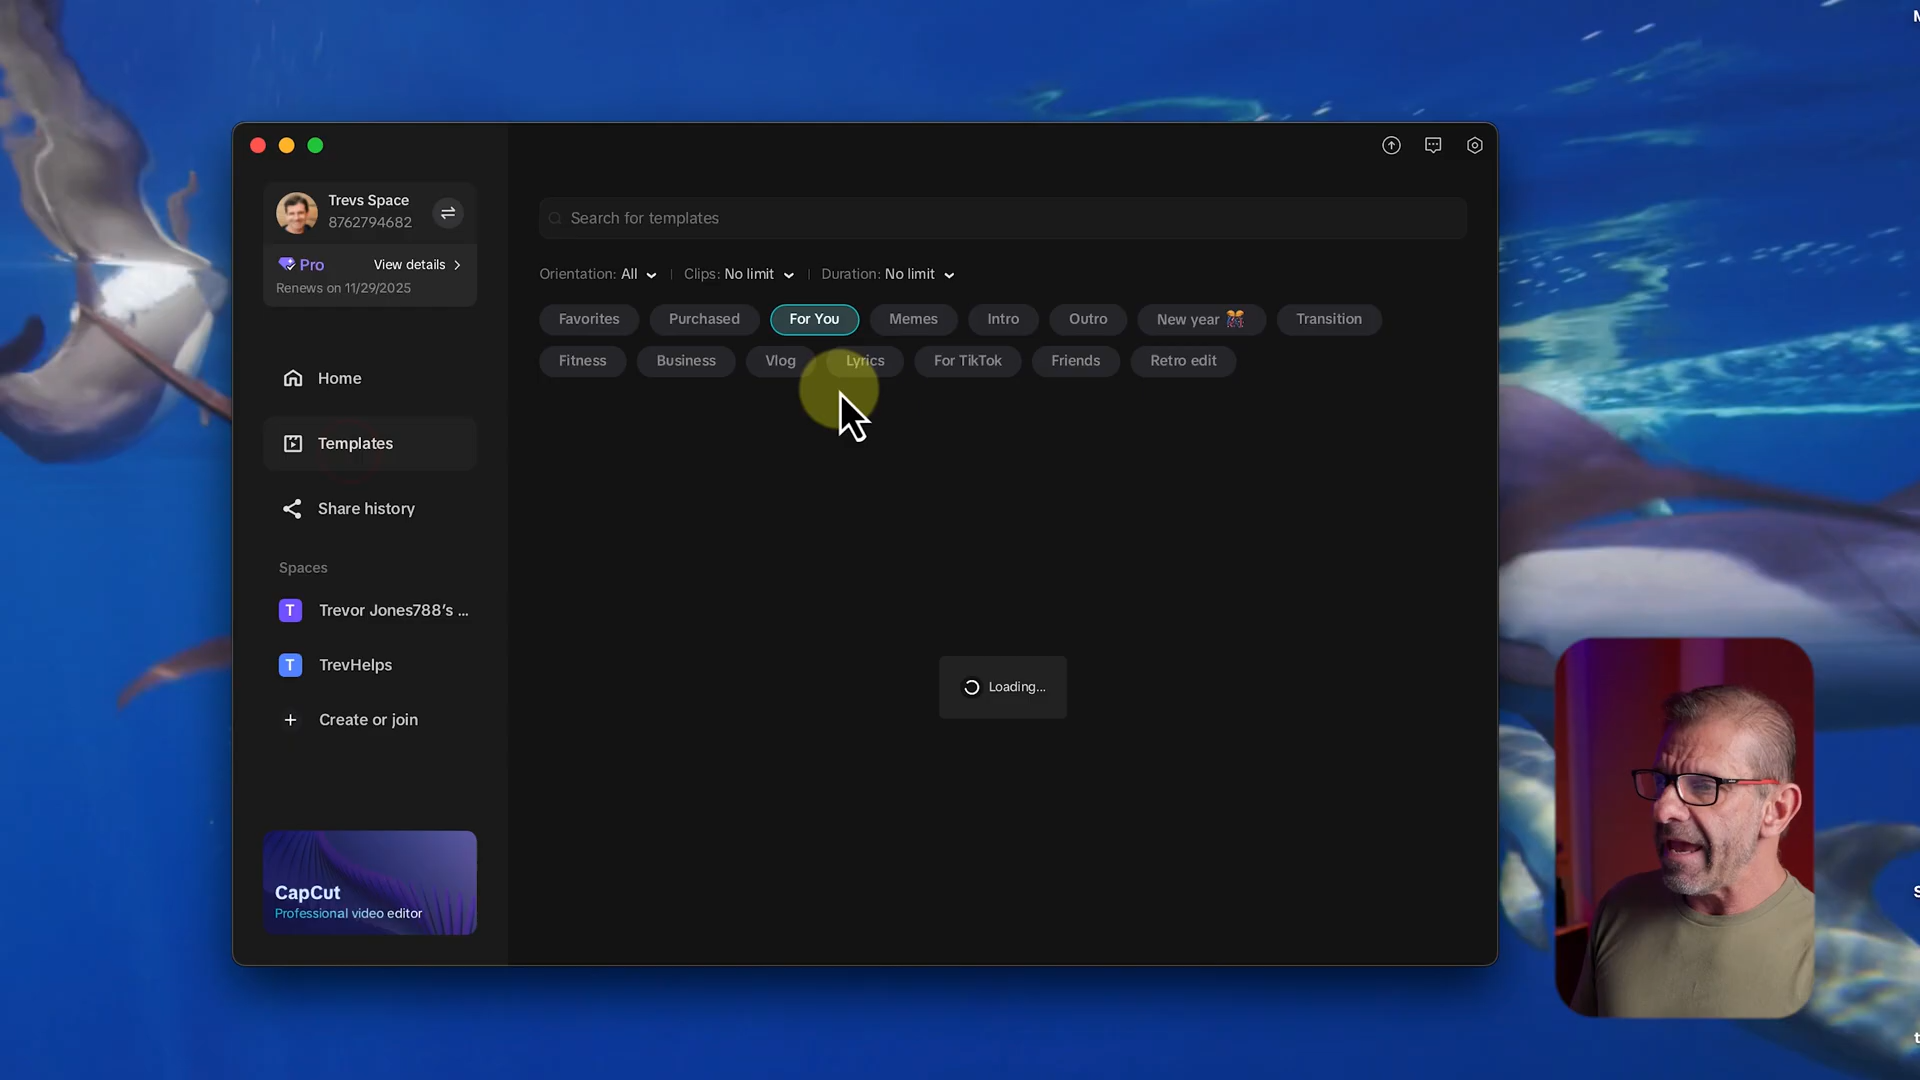 Trevs Space
8762794682
Pro
View details
Renews on 11/29/2025
Home
Templates
Share history
Spaces
T Trevor Jones788's ...
T TrevHelps
+ Create or join
CapCut
Professional video editor
Search for templates
Orientation: All | Clips: No limit | Duration: No limit
Favorites Purchased For You Memes Intro Outro New year Transition
Fitness Business Vlog Lyrics For TikTok Friends Retro edit
Loading...